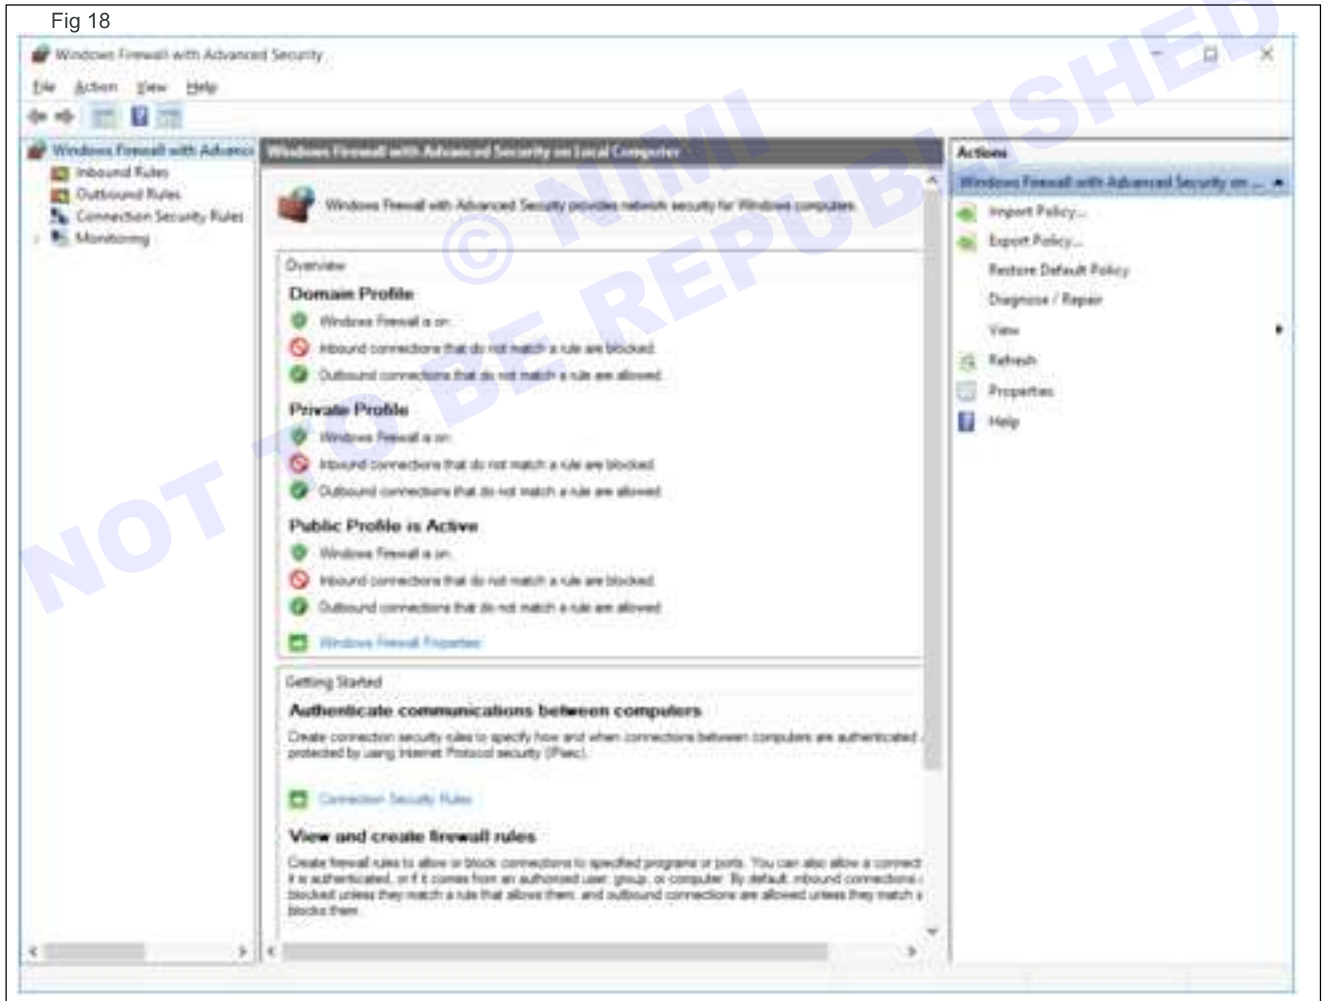 Fig 18
Windows Firewall with Advanced Security
File Action View Help
Windows Firewall with Advanc
Inbound Rules
Outbound Rules
Connection Security Rules
Monitoring
Windows Firewall with Advanced Security on Local Computer
Windows Firewall with Advanced Security provides network security for Windows computers.
Overview
Domain Profile
Windows Firewall is on.
Inbound connections that do not match a rule are blocked.
Outbound connections that do not match a rule are allowed.
Private Profile
Windows Firewall is on.
Inbound connections that do not match a rule are blocked.
Outbound connections that do not match a rule are allowed.
Public Profile is Active
Windows Firewall is on.
Inbound connections that do not match a rule are blocked.
Outbound connections that do not match a rule are allowed.
Windows Firewall Properties
Getting Started
Authenticate communications between computers
Create connection security rules to specify how and when connections between computers are authenticated
protected by using Internet Protocol security (IPsec).
Connection Security Rules
View and create firewall rules
Create firewall rules to allow or block connections to specified programs or ports. You can also allow a connect
it is authenticated, or if it comes from an authorized user, group, or computer. By default, inbound connections
blocked unless they match a rule that allows them, and outbound connections are allowed unless they match a
blocks them.
Actions
Windows Firewall with Advanced Security on ...
Import Policy...
Export Policy...
Restore Default Policy
Diagnose / Repair
View
Refresh
Properties
Help
© NIMI
NOT TO BE REPUBLISHED